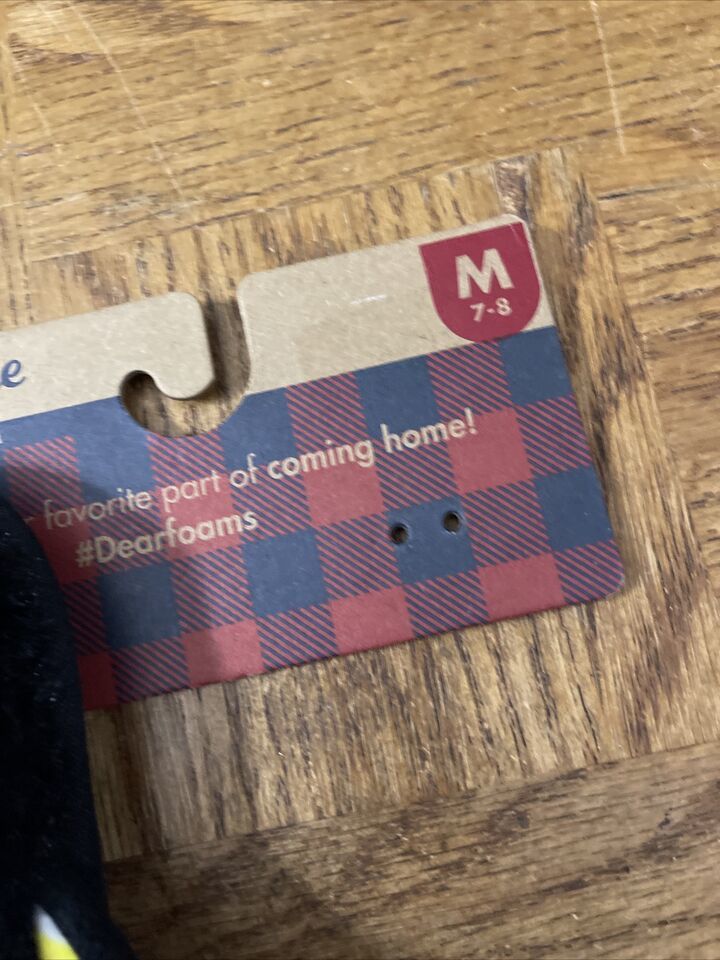 M
7-8
favorite part of coming home!
#Dearfoams